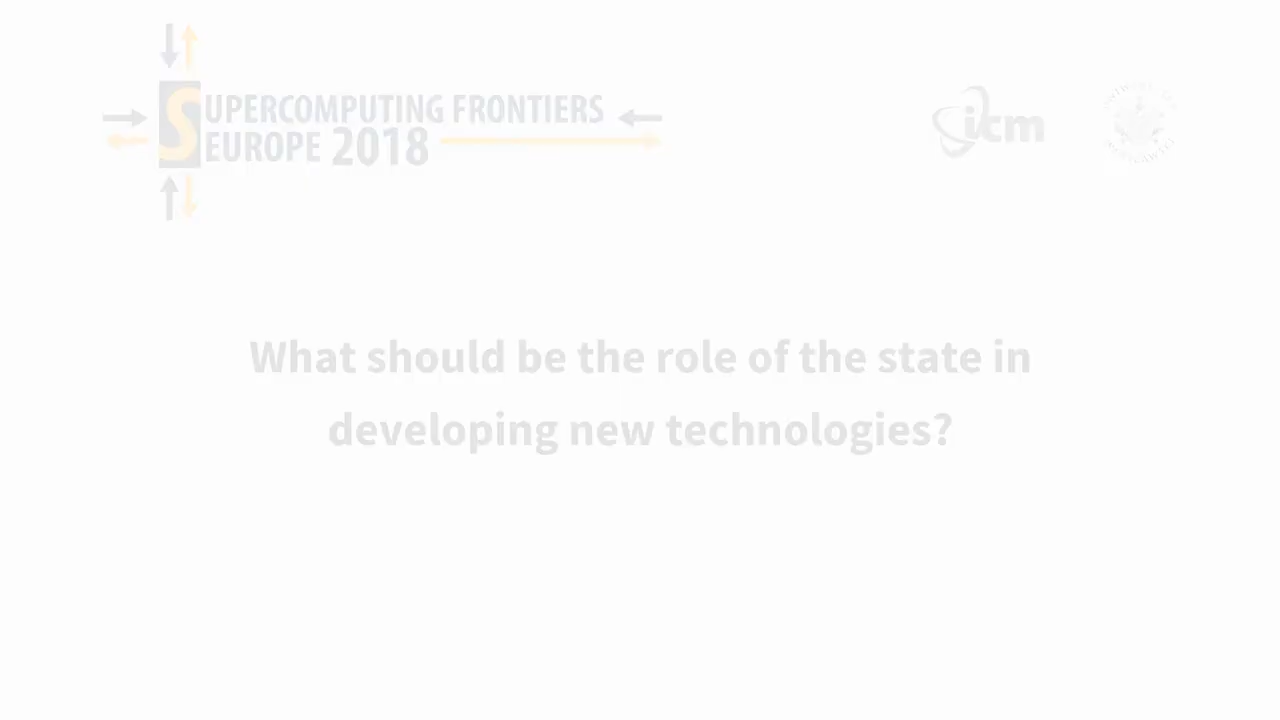 SUPERCOMPUTING FRONTIERS
EUROPE 2018
icm
What should be the role of the state in
developing new technologies?